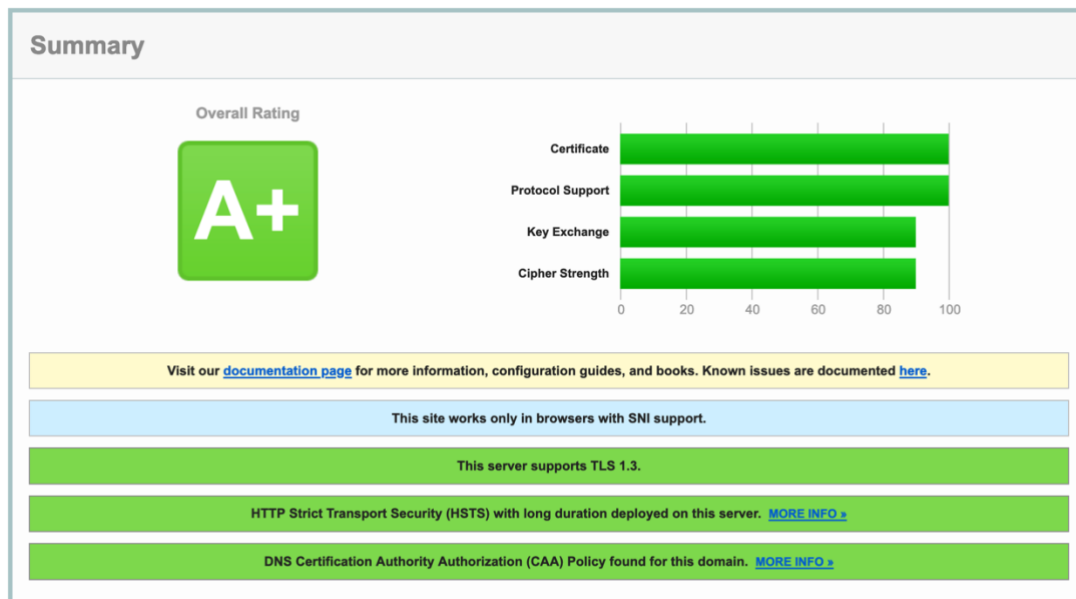 Summary
Overall Rating
A+
Certificate
Protocol Support
Key Exchange
Cipher Strength
0 20 40 60 80 100
Visit our documentation page for more information, configuration guides, and books. Known issues are documented here.
This site works only in browsers with SNI support.
This server supports TLS 1.3.
HTTP Strict Transport Security (HSTS) with long duration deployed on this server. MORE INFO »
DNS Certification Authority Authorization (CAA) Policy found for this domain. MORE INFO »